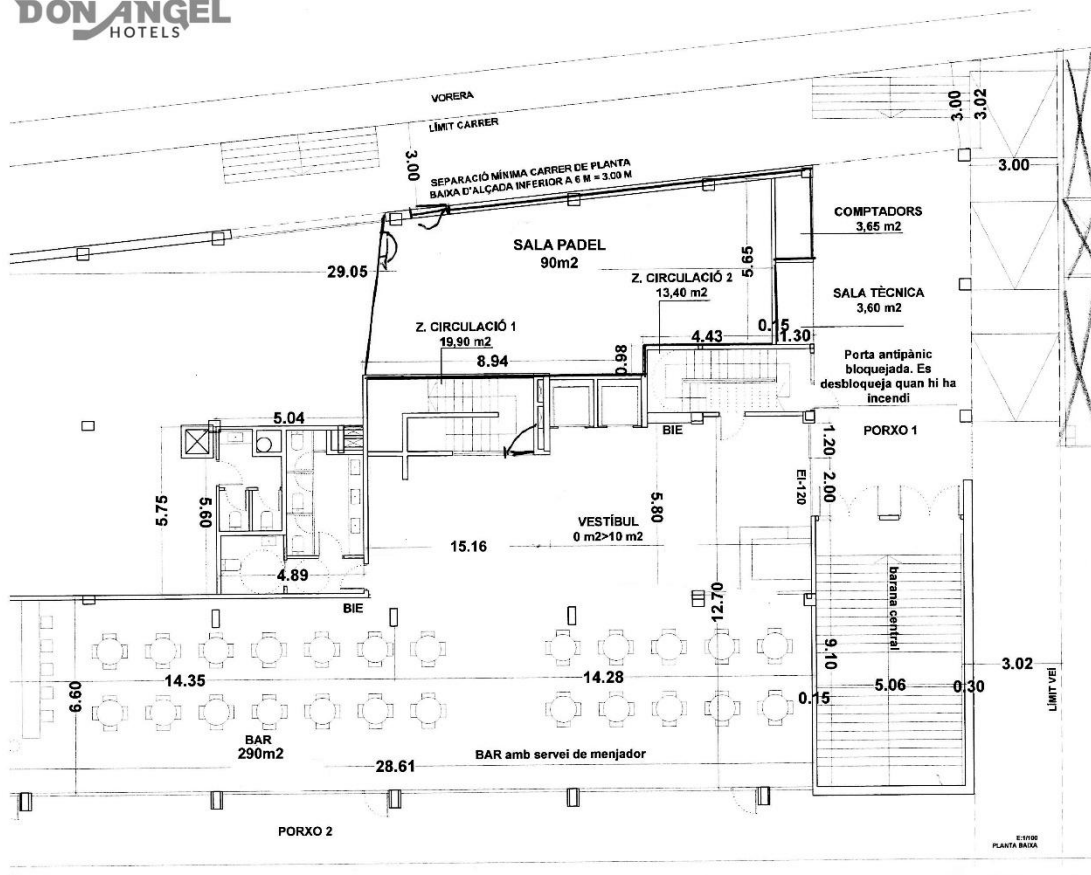 DON ANGEL
HOTELS
VORERA
LÍMIT CARRER
3.00
SEPARACIÓ MÍNIMA CARRER DE PLANTA
BAIXA D'ALÇADA INFERIOR A 6 M = 3.00 M
3.00
3.02
3.00
COMPTADORS
3,65 m2
SALA PADEL
90m2
5.65
29.05
Z. CIRCULACIÓ 2
13,40 m2
SALA TÈCNICA
3,60 m2
Z. CIRCULACIÓ 1
19,90 m2
8.94
0.98
4.43
0.15
1.30
Porta antipànic
bloquejada. Es
desbloqueja quan hi ha
incendi
5.04
BIE
PORXO 1
1.20
2.00
EI-120
5.75
5.60
5.80
VESTÍBUL
0 m2>10 m2
15.16
4.89
BIE
12.70
barana central
9.10
14.35
14.28
6.60
0.15
5.06
0.30
3.02
LÍMIT VEÍ
BAR
290m2
BAR amb servei de menjador
28.61
PORXO 2
E:1/100
PLANTA BAIXA